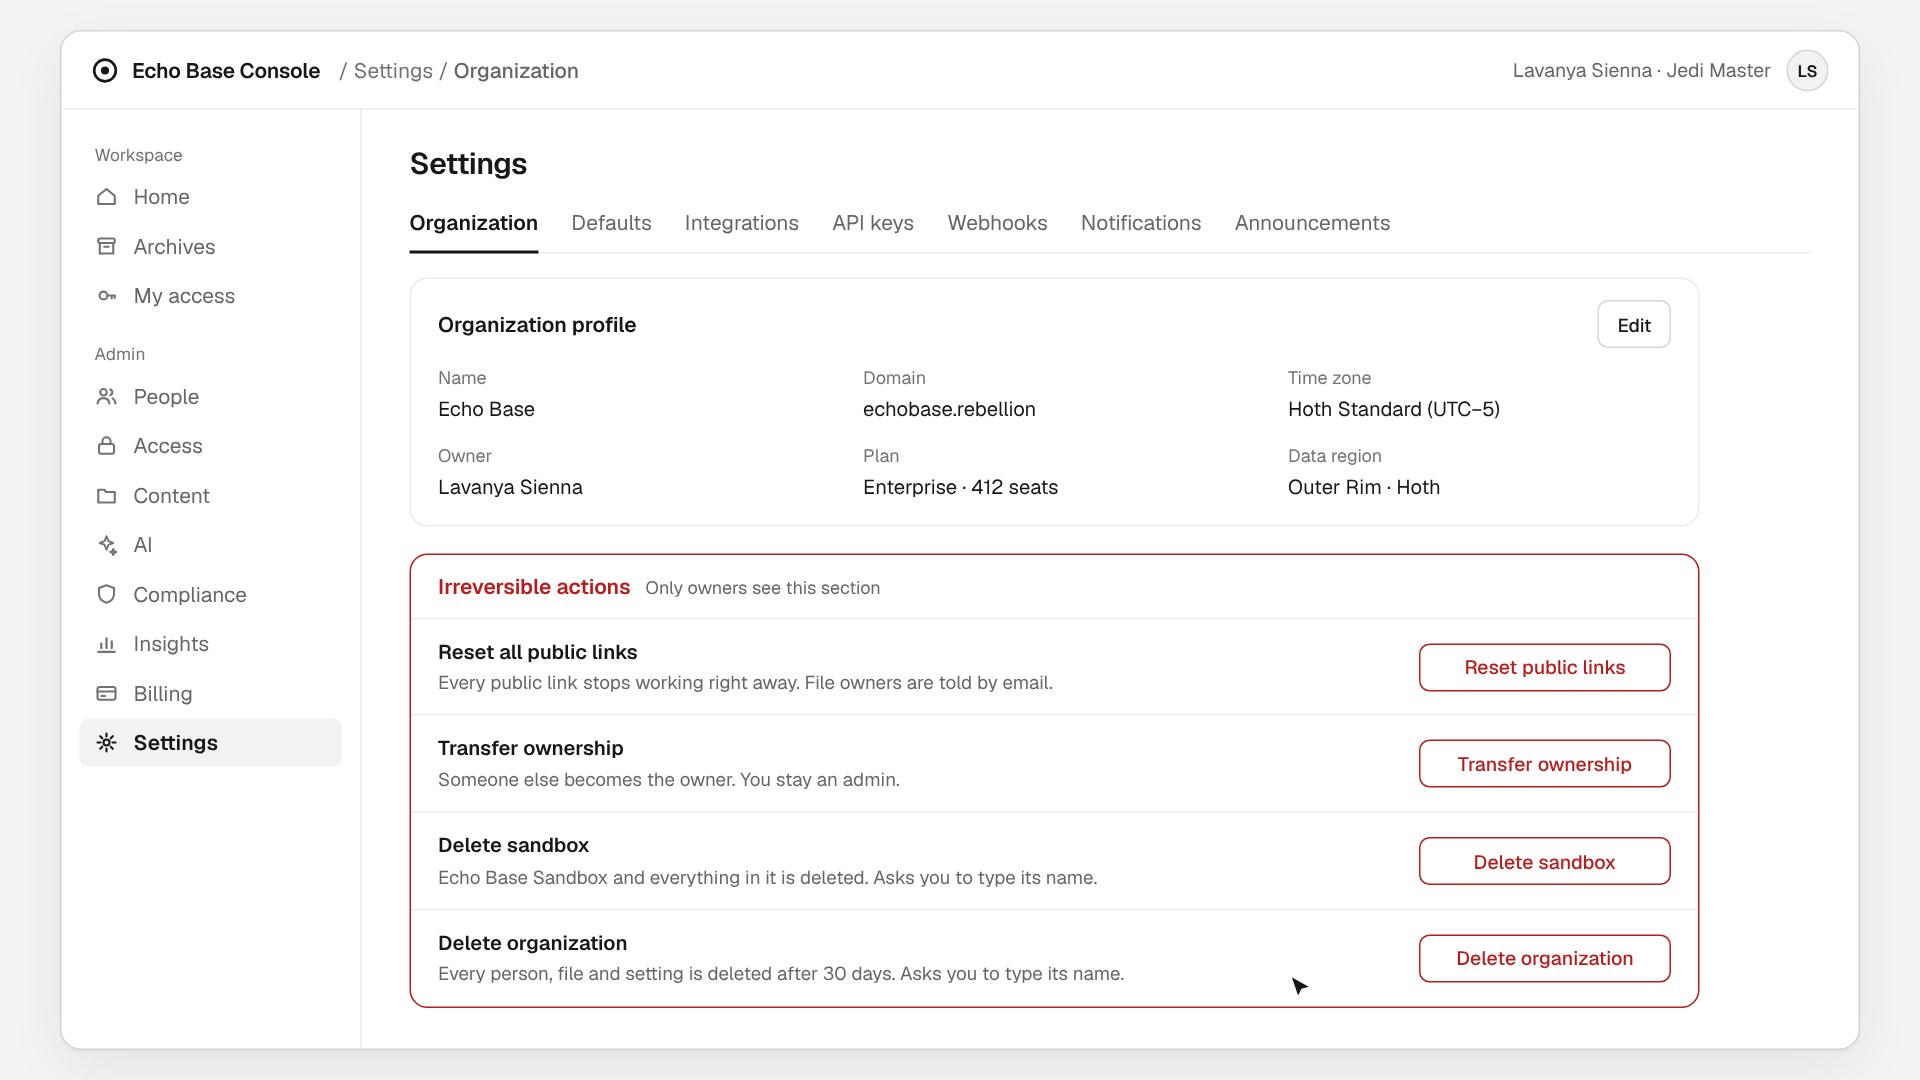 Echo Base Console / Settings / Organization
Lavanya Sienna · Jedi Master LS
Workspace
Home
Archives
My access
Admin
People
Access
Content
AI
Compliance
Insights
Billing
Settings
Settings
Organization Defaults Integrations API keys Webhooks Notifications Announcements
Organization profile
Edit
Name Domain Time zone
Echo Base echobase.rebellion Hoth Standard (UTC−5)
Owner Plan Data region
Lavanya Sienna Enterprise · 412 seats Outer Rim · Hoth
Irreversible actions Only owners see this section
Reset all public links
Every public link stops working right away. File owners are told by email.
Reset public links
Transfer ownership
Someone else becomes the owner. You stay an admin.
Transfer ownership
Delete sandbox
Echo Base Sandbox and everything in it is deleted. Asks you to type its name.
Delete sandbox
Delete organization
Every person, file and setting is deleted after 30 days. Asks you to type its name.
Delete organization